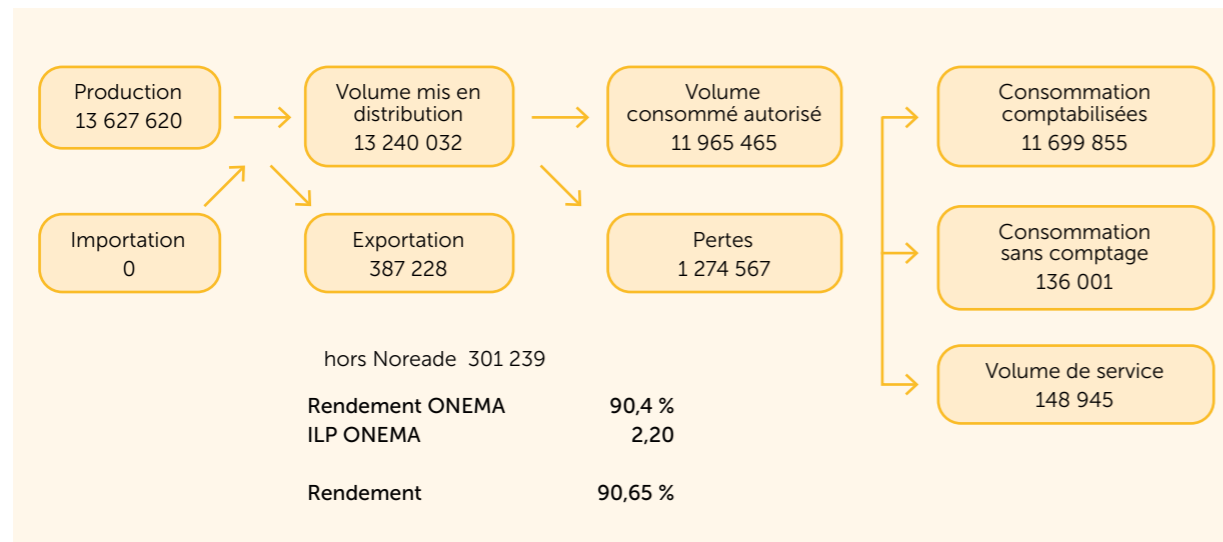 Production
13 627 620
Volume mis en
distribution
13 240 032
Volume
consommé autorisé
11 965 465
Consommation
comptabilisées
11 699 855
Importation
0
Exportation
387 228
Pertes
1 274 567
Consommation
sans comptage
136 001
Volume de service
148 945
hors Noreade 301 239
Rendement ONEMA 90,4 %
ILP ONEMA 2,20
Rendement 90,65 %